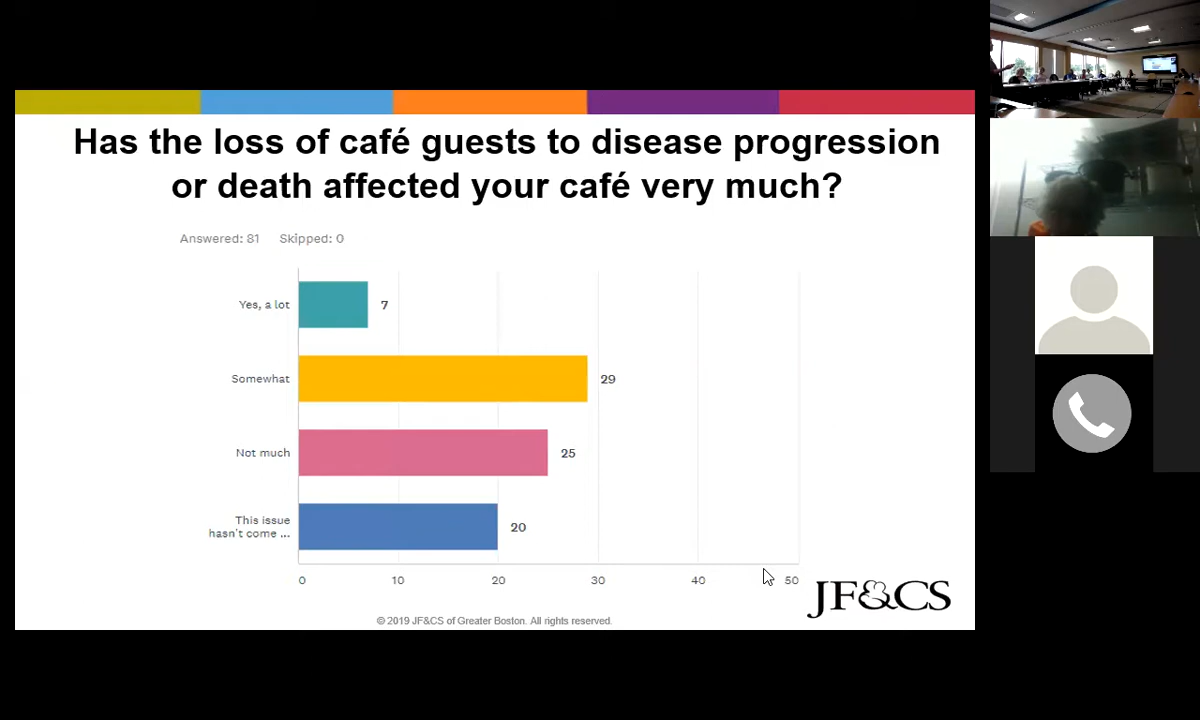 Has the loss of café guests to disease progression
or death affected your café very much?
Answered: 81 Skipped: 0
Yes, a lot
7
Somewhat
29
Not much
25
This issue
hasn't come ...
20
0 10 20 30 40 50
JF&CS
© 2019 JF&CS of Greater Boston. All rights reserved.